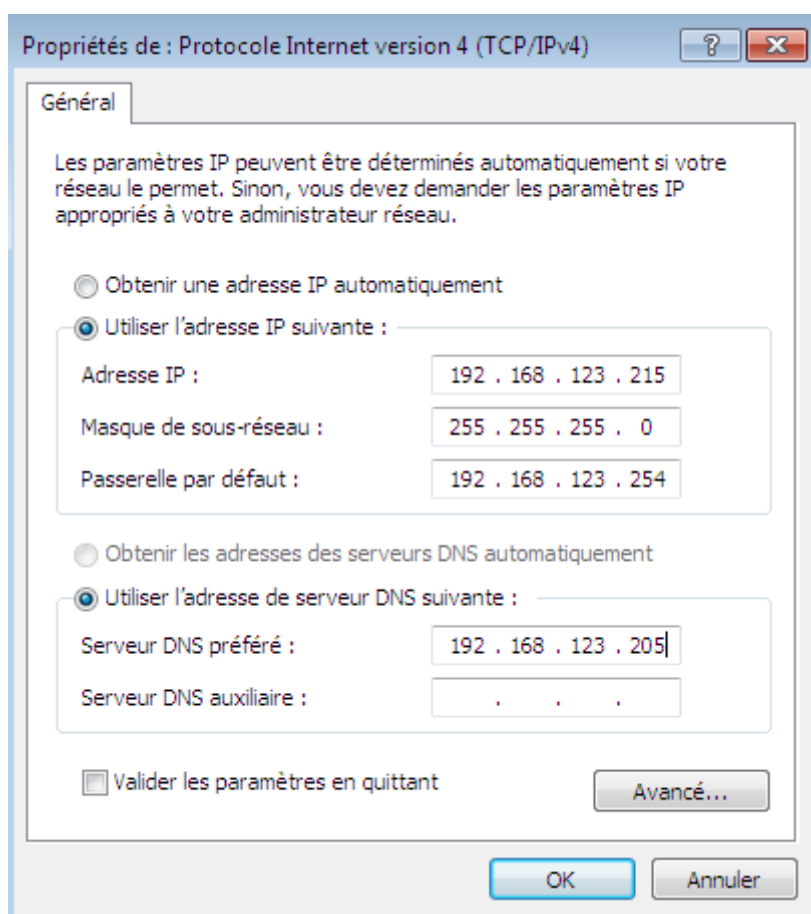 Propriétés de : Protocole Internet version 4 (TCP/IPv4)
?
Général
Les paramètres IP peuvent être déterminés automatiquement si votre
réseau le permet. Sinon, vous devez demander les paramètres IP
appropriés à votre administrateur réseau.
Obtenir une adresse IP automatiquement
Utiliser l'adresse IP suivante :
Adresse IP : 192 . 168 . 123 . 215
Masque de sous-réseau : 255 . 255 . 255 . 0
Passerelle par défaut : 192 . 168 . 123 . 254
Obtenir les adresses des serveurs DNS automatiquement
Utiliser l'adresse de serveur DNS suivante :
Serveur DNS préféré : 192 . 168 . 123 . 205
Serveur DNS auxiliaire : . . .
Valider les paramètres en quittant
Avancé...
OK Annuler